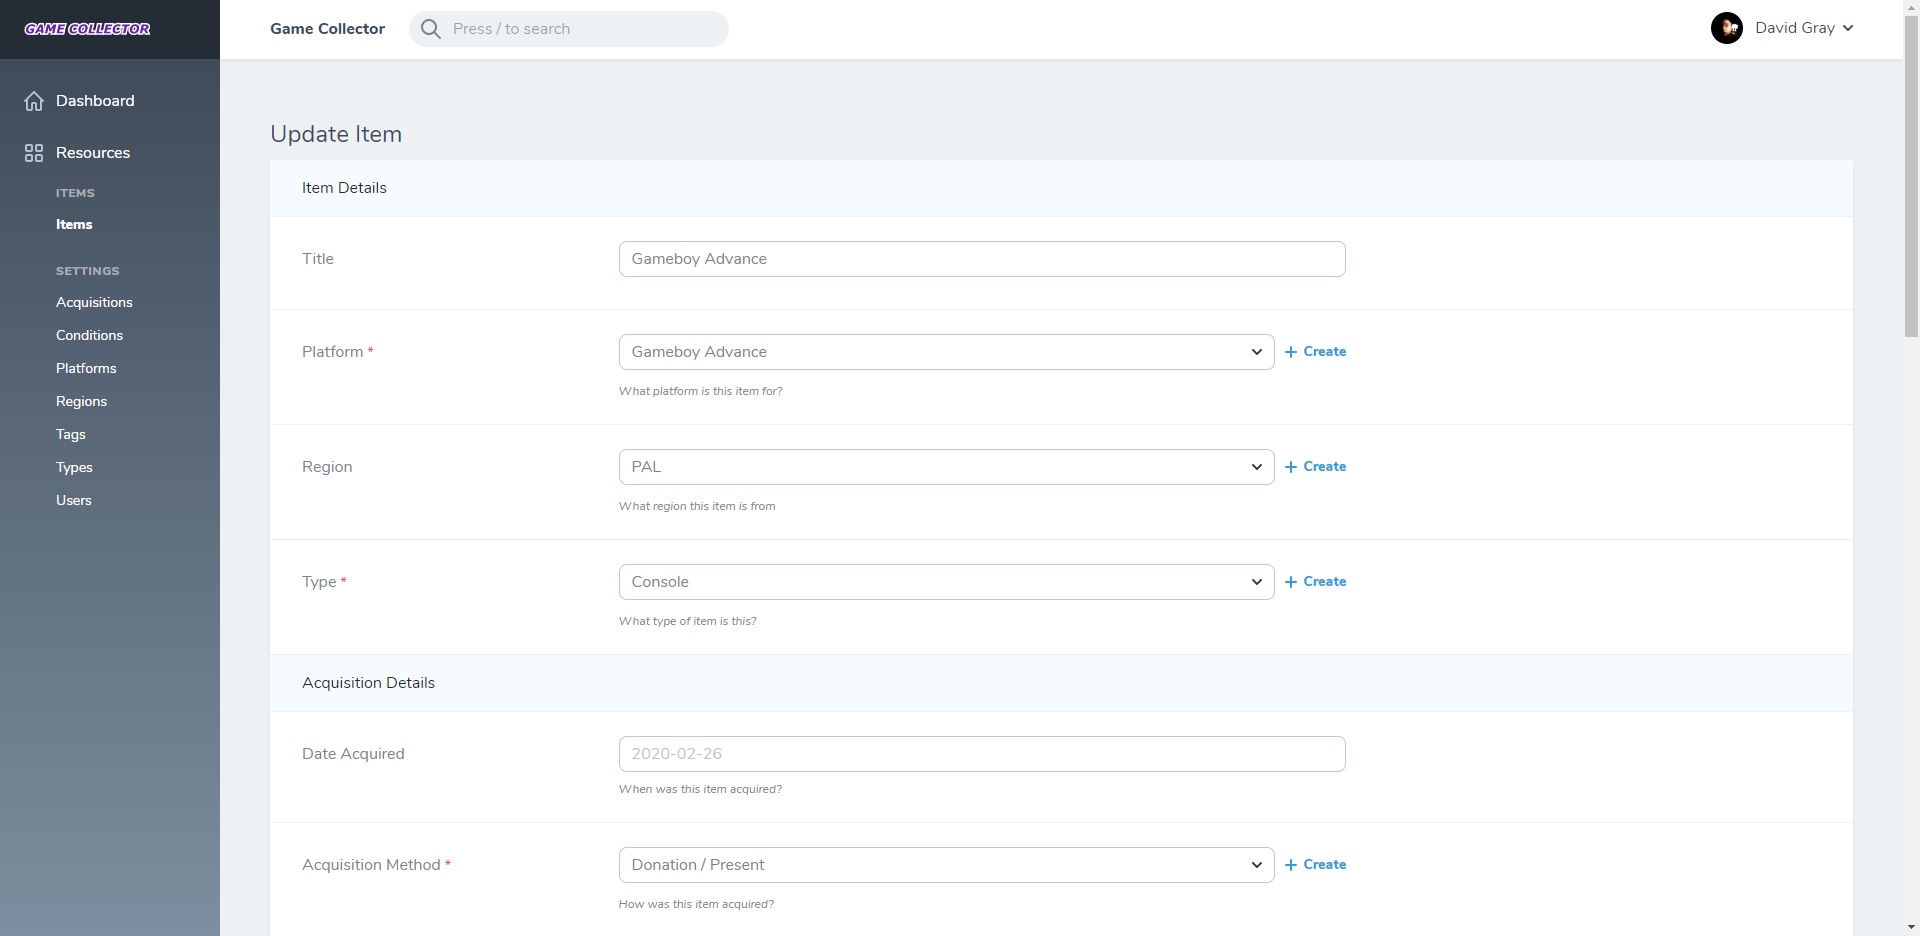 GAME COLLECTOR
Game Collector
Press / to search
David Gray
Dashboard
Resources
ITEMS
Items
SETTINGS
Acquisitions
Conditions
Platforms
Regions
Tags
Types
Users
Update Item
Item Details
Title
Gameboy Advance
Platform *
Gameboy Advance
+ Create
What platform is this item for?
Region
PAL
+ Create
What region this item is from
Type *
Console
+ Create
What type of item is this?
Acquisition Details
Date Acquired
2020-02-26
When was this item acquired?
Acquisition Method *
Donation / Present
+ Create
How was this item acquired?